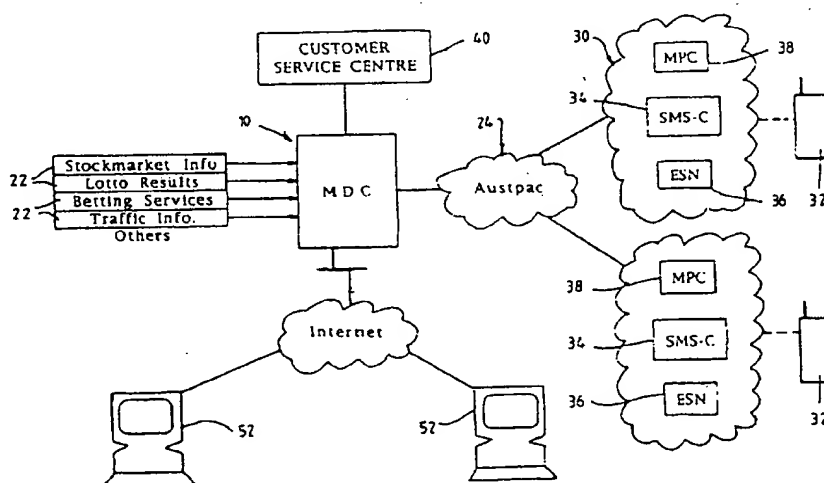 CUSTOMER
SERVICE CENTRE
40
30
MPC
38
34
SMS-C
10
24
22
Stockmarket Info
Lotto Results
MDC
Austpac
ESN
22
Betting Services
Traffic Info.
36
32
Others
38
MPC
Internet
34
SMS-C
36
ESN
52
52
32